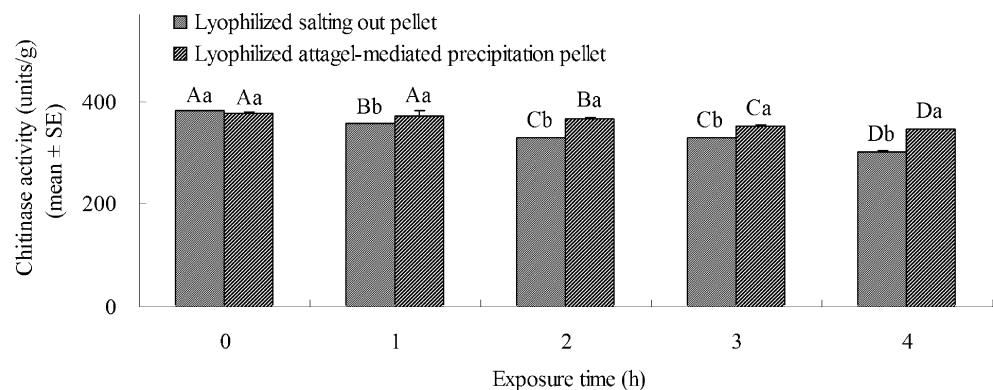 Lyophilized salting out pellet
Lyophilized attagel-mediated precipitation pellet
Chitinase activity (units/g)
(mean ± SE)
400
200
0
Aa Aa Bb Aa Cb Ba Cb Ca Db Da
0 1 2 3 4
Exposure time (h)